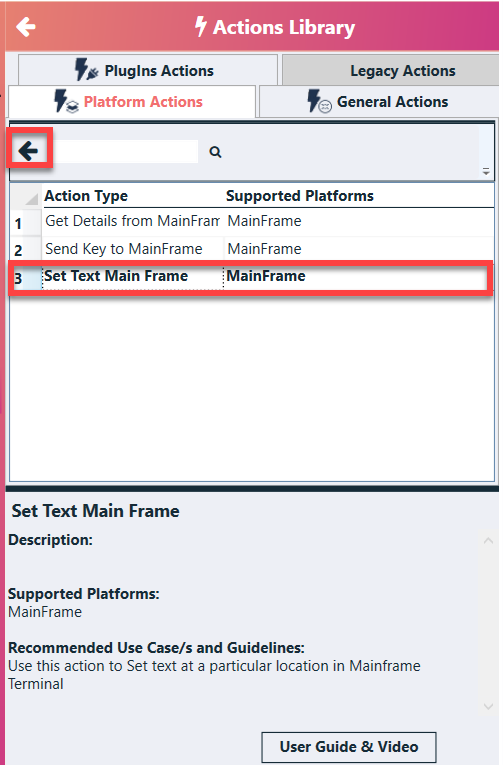 Actions Library
PlugIns Actions
Legacy Actions
Platform Actions
General Actions
Action Type Supported Platforms
1 Get Details from MainFram MainFrame
2 Send Key to MainFrame MainFrame
3 Set Text Main Frame MainFrame
Set Text Main Frame
Description:
Supported Platforms:
MainFrame
Recommended Use Case/s and Guidelines:
Use this action to Set text at a particular location in Mainframe
Terminal
User Guide & Video